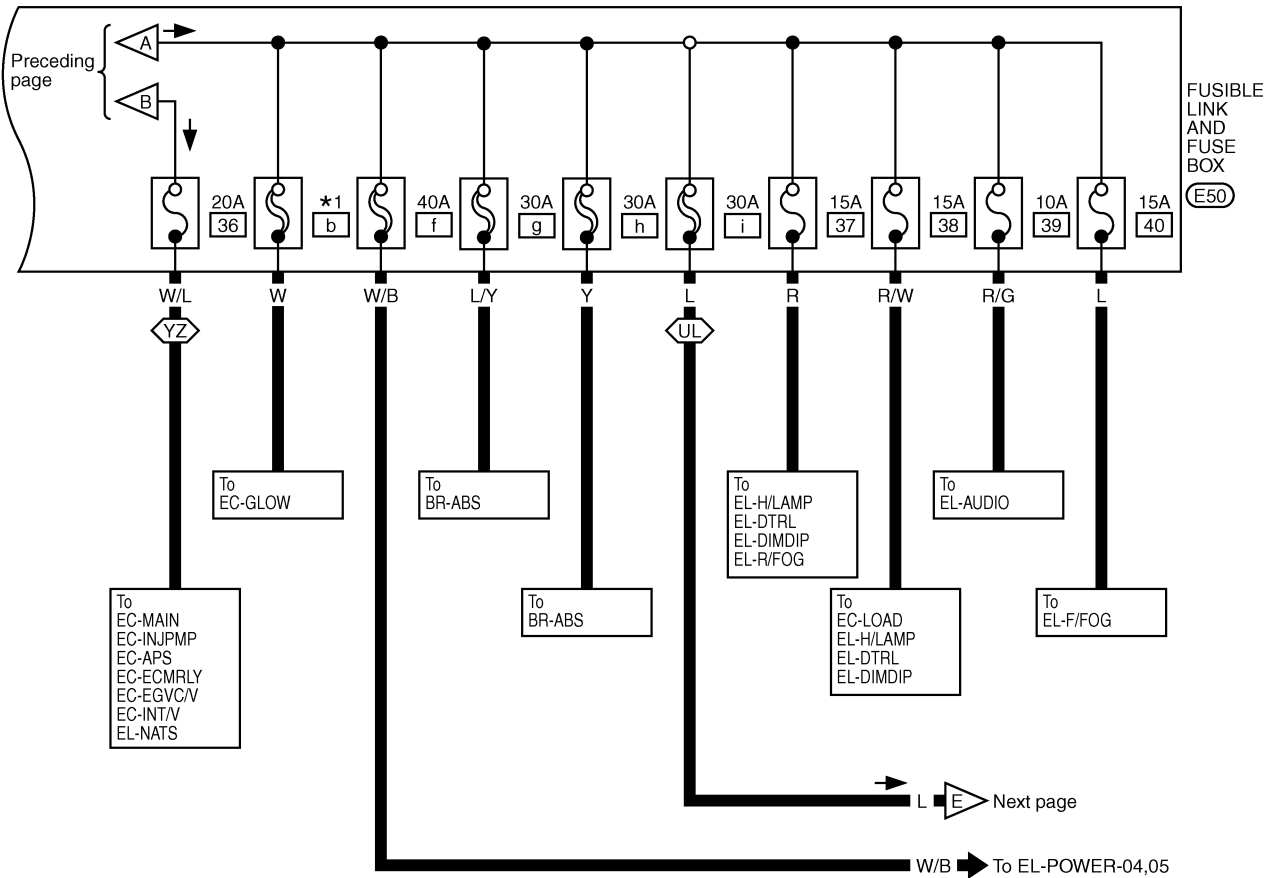 A
Preceding
page
B
FUSIBLE
LINK
AND
FUSE
BOX
E50
20A
36
*1
b
40A
f
30A
g
30A
h
30A
i
15A
37
15A
38
10A
39
15A
40
W/L
W
W/B
L/Y
Y
L
R
R/W
R/G
L
YZ
UL
To
EC-GLOW
To
BR-ABS
To
EL-H/LAMP
EL-DTRL
EL-DIMDIP
EL-R/FOG
To
EL-AUDIO
To
EC-MAIN
EC-INJPMP
EC-APS
EC-ECMRLY
EC-EGVC/V
EC-INT/V
EL-NATS
To
BR-ABS
To
EC-LOAD
EL-H/LAMP
EL-DTRL
EL-DIMDIP
To
EL-F/FOG
L
E
Next page
W/B
To EL-POWER-04,05